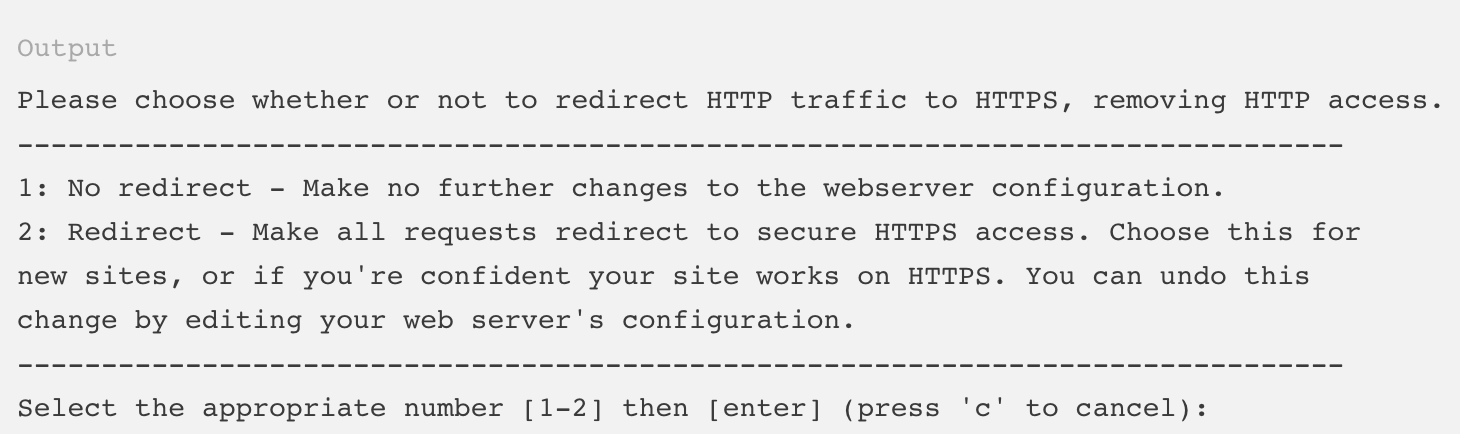 Output
Please choose whether or not to redirect HTTP traffic to HTTPS, removing HTTP access.
-------------------------------------------------------------------------------
1: No redirect - Make no further changes to the webserver configuration.
2: Redirect - Make all requests redirect to secure HTTPS access. Choose this for
new sites, or if you're confident your site works on HTTPS. You can undo this
change by editing your web server's configuration.
-------------------------------------------------------------------------------
Select the appropriate number [1-2] then [enter] (press 'c' to cancel):